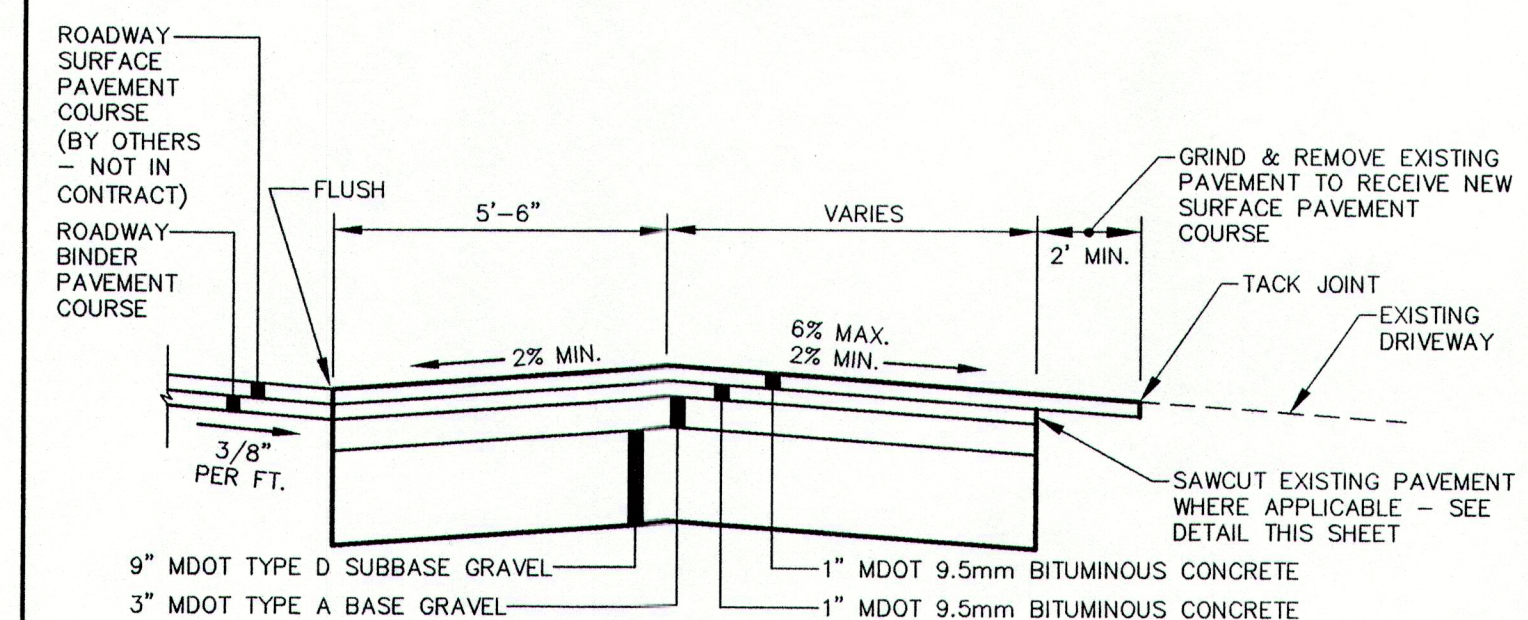 ROADWAY
SURFACE
PAVEMENT
COURSE
(BY OTHERS
– NOT IN
CONTRACT)
ROADWAY
BINDER
PAVEMENT
COURSE
FLUSH
5'-6"
VARIES
2' MIN.
GRIND & REMOVE EXISTING
PAVEMENT TO RECEIVE NEW
SURFACE PAVEMENT
COURSE
TACK JOINT
EXISTING
DRIVEWAY
2% MIN.
6% MAX.
2% MIN.
3/8"
PER FT.
SAWCUT EXISTING PAVEMENT
WHERE APPLICABLE – SEE
DETAIL THIS SHEET
9" MDOT TYPE D SUBBASE GRAVEL
3" MDOT TYPE A BASE GRAVEL
1" MDOT 9.5mm BITUMINOUS CONCRETE
1" MDOT 9.5mm BITUMINOUS CONCRETE